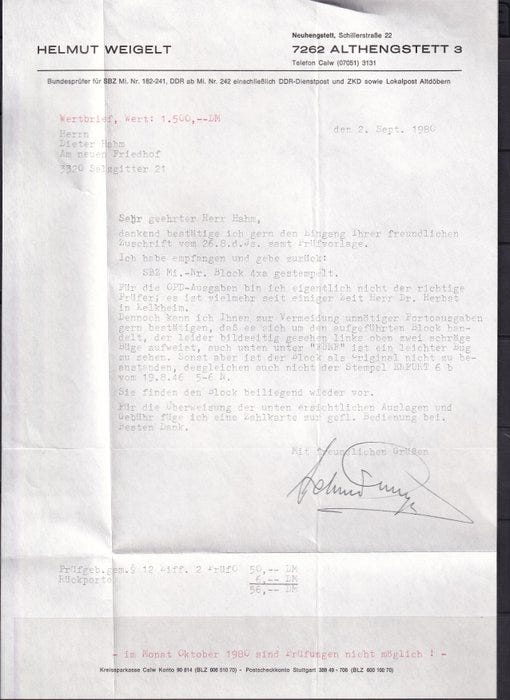 Neuhengstett, Schillerstraße 22
HELMUT WEIGELT
7262 ALTHENGSTETT 3
Telefon Calw (07051) 3131
Bundesprüfer für SBZ Mi. Nr. 182-241, DDR ab Mi. Nr. 242 einschließlich DDR-Dienstpost und ZKD sowie Lokalpost Altdöbern
Wertbrief, Wert: 1.500,--DM
Herrn
Dieter Hahm
Am neuen Friedhof
3320 Salzgitter 21
den 2. Sept. 1980
Sehr geehrter Herr Hahm,
dankend bestätige ich gern den Eingang Ihrer freundlichen
Zuschrift vom 26.8.d.Js. samt Prüfvorlage.
Ich habe empfangen und gebe zurück:
SBZ Mi.-Nr. Block 4xa gestempelt.
Für die OPD-Ausgaben bin ich eigentlich nicht der richtige
Prüfer; es ist vielmehr seit einiger Zeit Herr Dr. Herbst
in Kelkheim.
Dennoch kann ich Ihnen zur Vermeidung unnötiger Portoausgaben
gern bestätigen, daß es sich um den aufgeführten Block han-
delt, der leider bildseitig gesehen links oben zwei schräge
Büge aufweist, auch unten unter ist ein leichter Bug
zu sehen. Sonst aber ist der Block als Original nicht zu be-
anstanden, desgleichen auch nicht der Stempel ERFURT 6 b
vom 19.8.46 5-6 N.
Sie finden den Block beiliegend wieder vor.
Für die Überweisung der unten ersichtlichen Auslagen und
Gebühr füge ich eine Zahlkarte zur gefl. Bedienung bei.
Besten Dank.
Mit freundlichen Grüßen
Prüfgeb.gem.§ 12 Ziff. 2 PrüfO 50,-- DM
Rückporto 6,-- DM
56,-- DM
- im Monat Oktober 1980 sind Prüfungen nicht möglich ! -
Kreissparkasse Calw Konto 90 814 (BLZ 606 510 70) - Postscheckkonto Stuttgart 389 49 - 706 (BLZ 600 100 70)